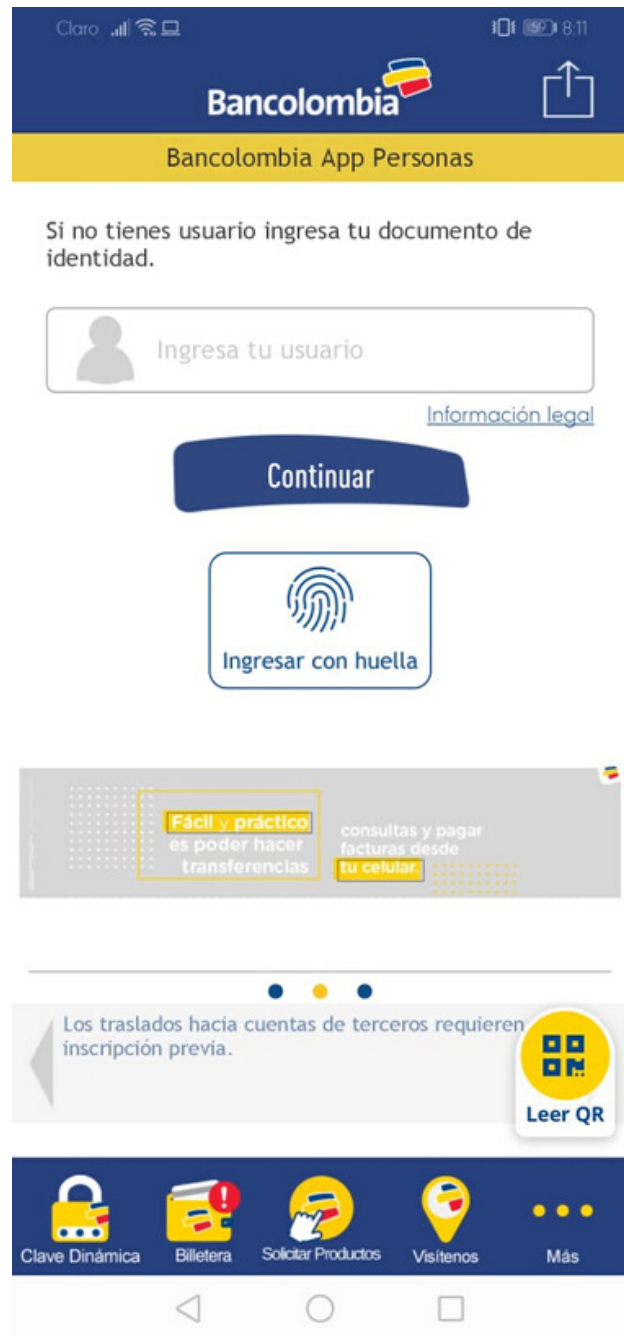 Claro 59 8:11
Bancolombia
Bancolombia App Personas
Si no tienes usuario ingresa tu documento de
identidad.
Ingresa tu usuario
Información legal
Continuar
Ingresar con huella
Fácil y práctico
es poder hacer
transferencias
consultas y pagar
facturas desde
tu celular.
Los traslados hacia cuentas de terceros requieren
inscripción previa.
Leer QR
Clave Dinámica Billetera Solicitar Productos Visítenos Más